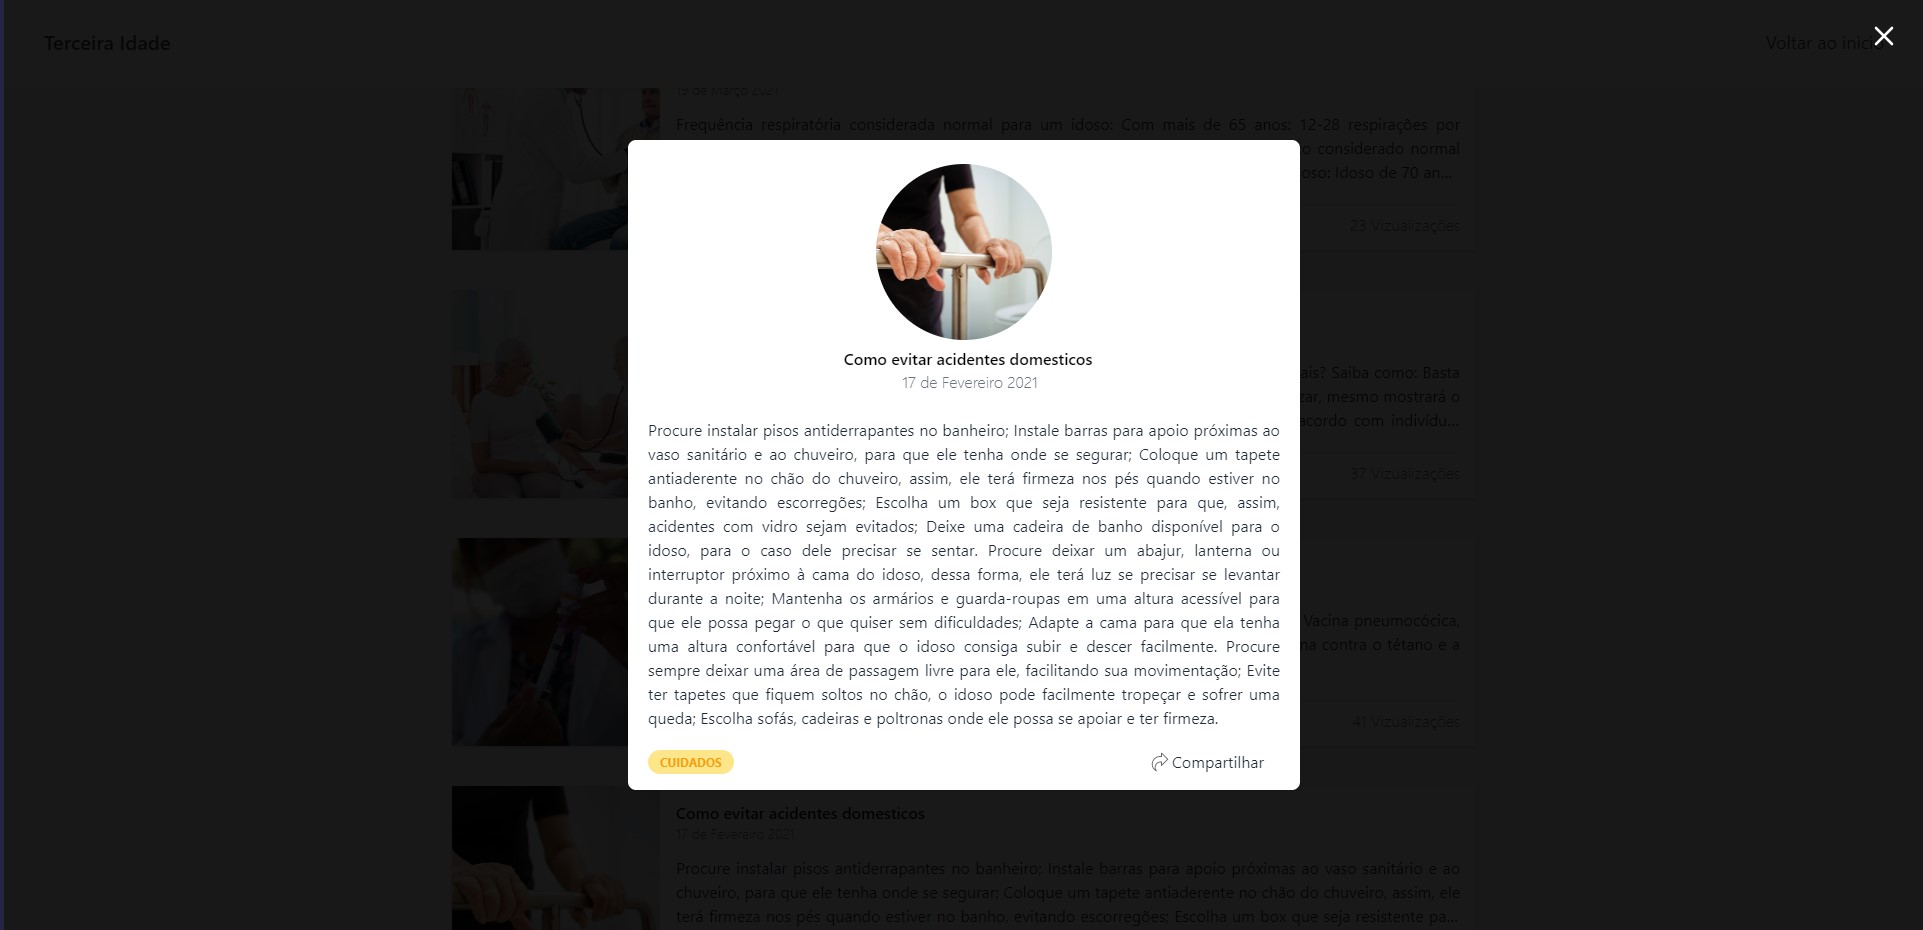 Terceira Idade
Voltar ao inicio
19 de Março 2021
Frequência respiratória considerada normal para um idoso: Com mais de 65 anos: 12-28 respirações por
o considerado normal
oso: Idoso de 70 an...
23 Vizualizações
Como evitar acidentes domesticos
17 de Fevereiro 2021
Procure instalar pisos antiderrapantes no banheiro; Instale barras para apoio próximas ao
vaso sanitário e ao chuveiro, para que ele tenha onde se segurar; Coloque um tapete
antiaderente no chão do chuveiro, assim, ele terá firmeza nos pés quando estiver no
banho, evitando escorregões; Escolha um box que seja resistente para que, assim,
acidentes com vidro sejam evitados; Deixe uma cadeira de banho disponível para o
idoso, para o caso dele precisar se sentar. Procure deixar um abajur, lanterna ou
interruptor próximo à cama do idoso, dessa forma, ele terá luz se precisar se levantar
durante a noite; Mantenha os armários e guarda-roupas em uma altura acessível para
que ele possa pegar o que quiser sem dificuldades; Adapte a cama para que ela tenha
uma altura confortável para que o idoso consiga subir e descer facilmente. Procure
sempre deixar uma área de passagem livre para ele, facilitando sua movimentação; Evite
ter tapetes que fiquem soltos no chão, o idoso pode facilmente tropeçar e sofrer uma
queda; Escolha sofás, cadeiras e poltronas onde ele possa se apoiar e ter firmeza.
CUIDADOS
Compartilhar
ais? Saiba como: Basta
zar, mesmo mostrará o
acordo com indivídu...
37 Vizualizações
Vacina pneumocócica,
na contra o tétano e a
41 Vizualizações
Como evitar acidentes domesticos
17 de Fevereiro 2021
Procure instalar pisos antiderrapantes no banheiro; Instale barras para apoio próximas ao vaso sanitário e ao
chuveiro, para que ele tenha onde se segurar; Coloque um tapete antiaderente no chão do chuveiro, assim, ele
terá firmeza nos pés quando estiver no banho, evitando escorregões; Escolha um box que seja resistente pa...